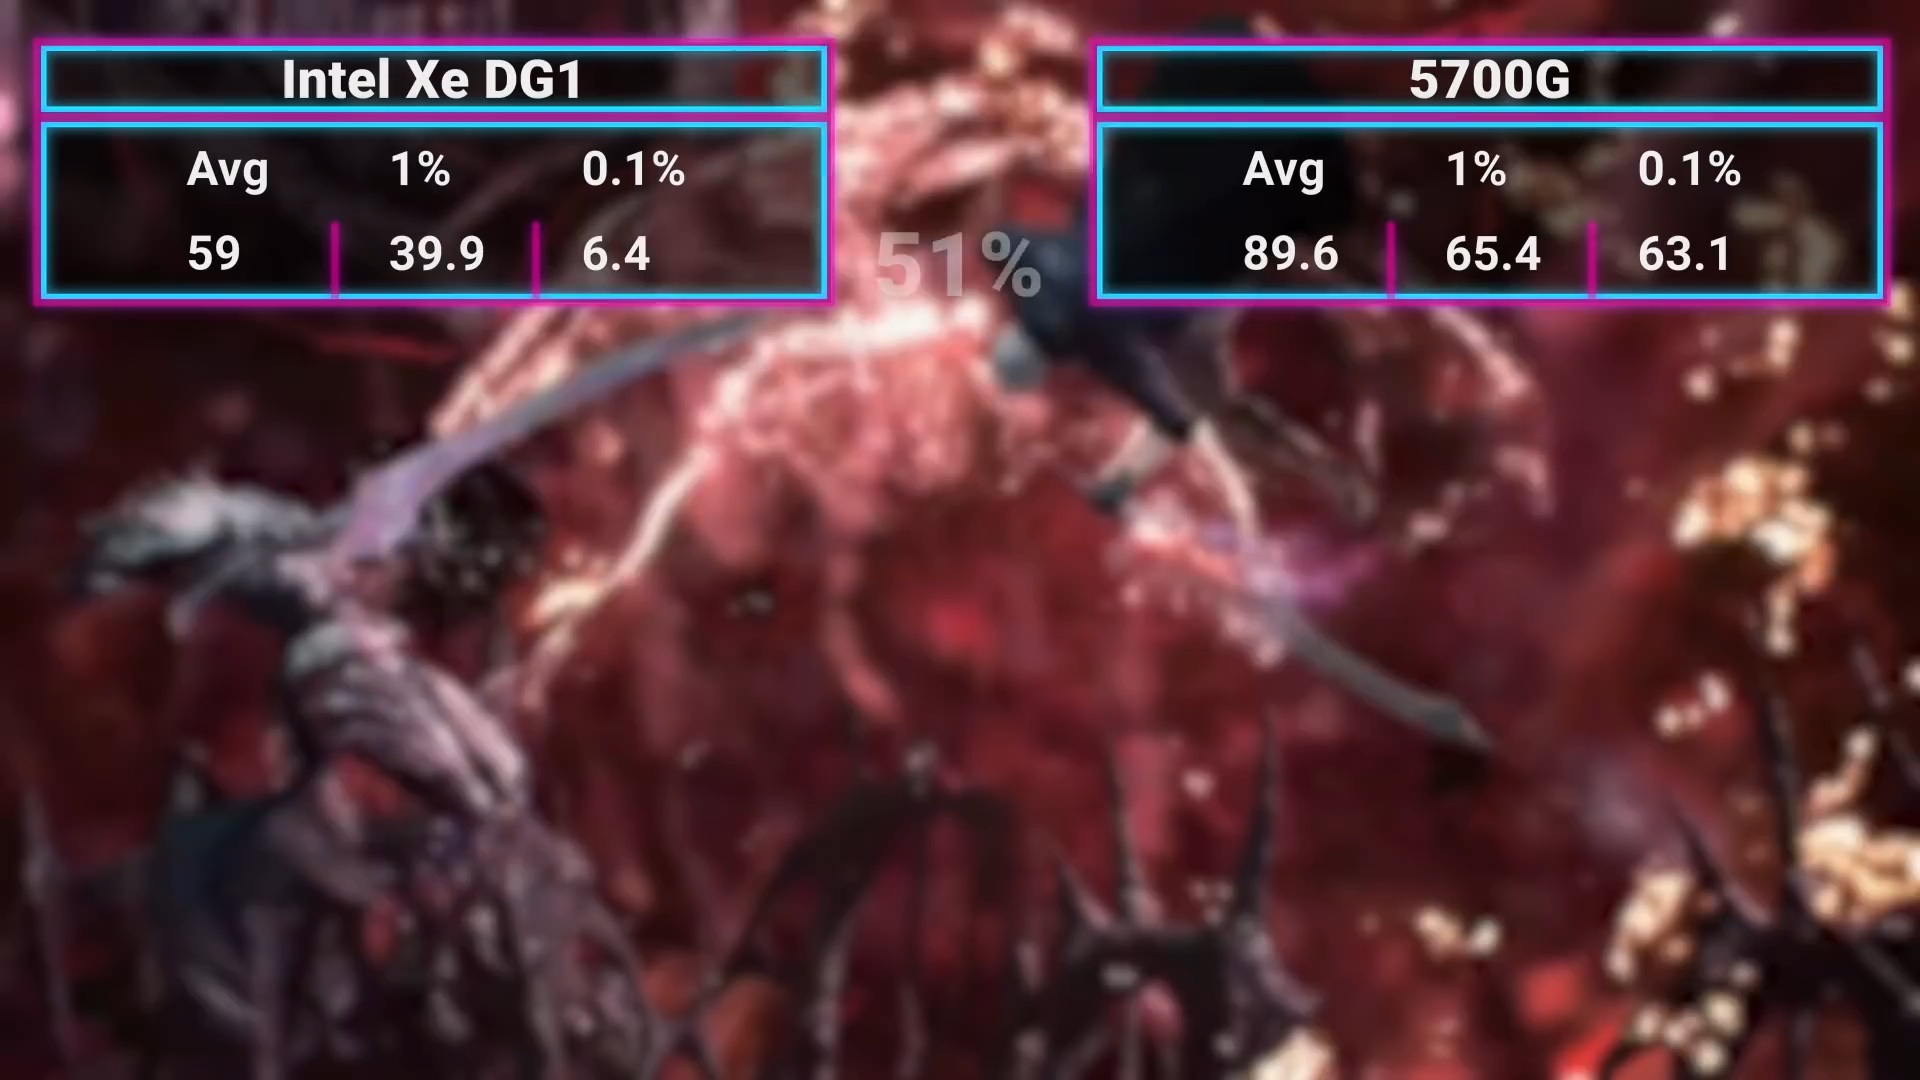 Intel Xe DG1
Avg 1% 0.1%
59 39.9 6.4
51%
5700G
Avg 1% 0.1%
89.6 65.4 63.1